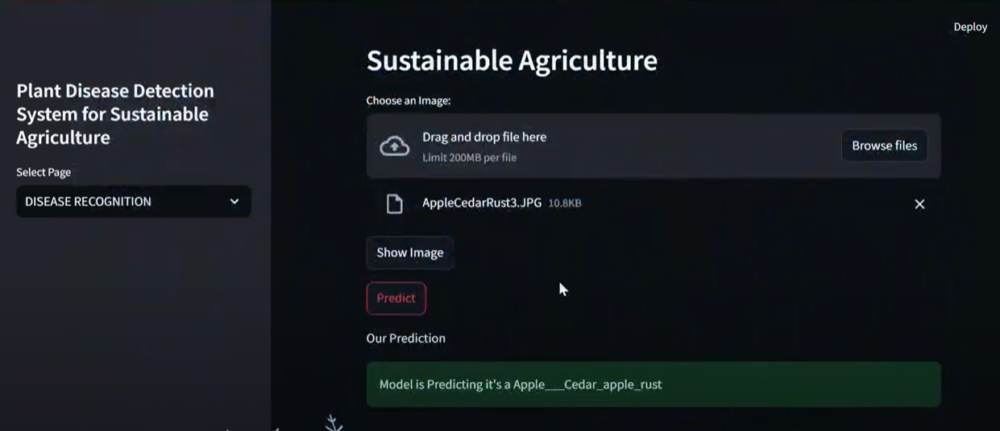 Deploy
Plant Disease Detection
System for Sustainable
Agriculture
Select Page
DISEASE RECOGNITION
Sustainable Agriculture
Choose an Image:
Drag and drop file here
Limit 200MB per file
Browse files
AppleCedarRust3.JPG 10.8KB
Show Image
Predict
Our Prediction
Model is Predicting it's a Apple___Cedar_apple_rust